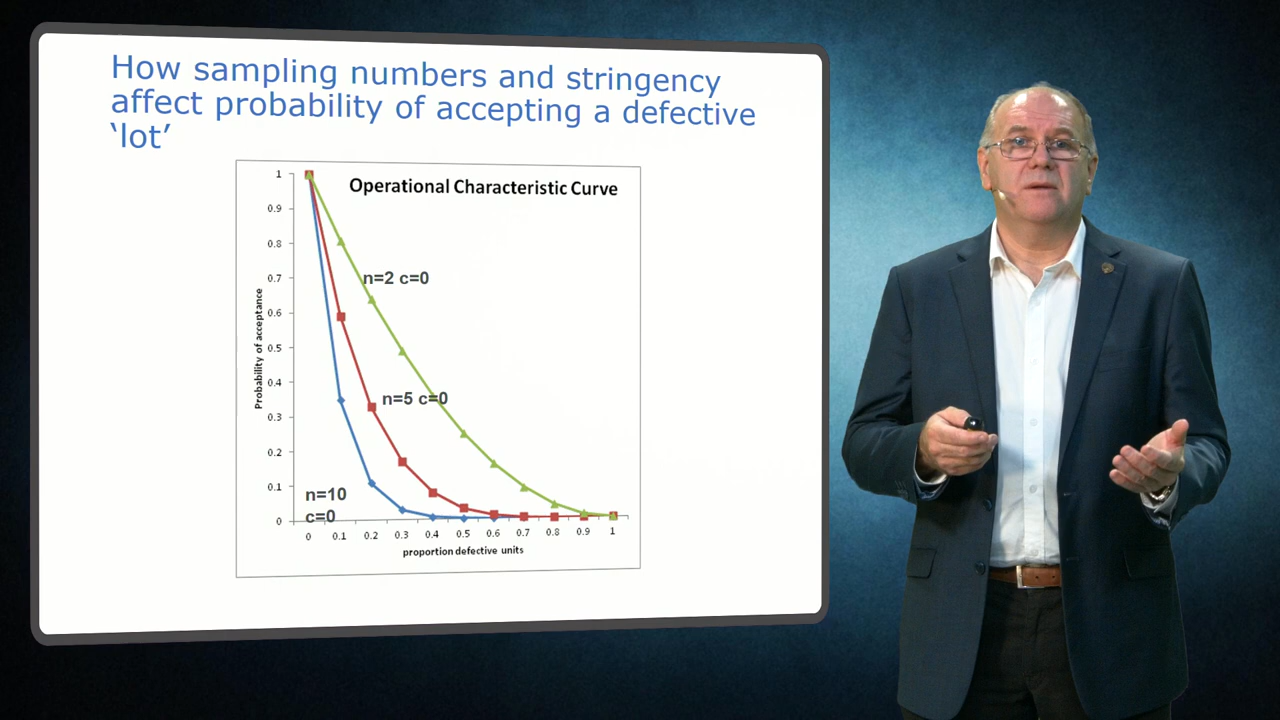 How sampling numbers and stringency
affect probability of accepting a defective
‘lot’
Operational Characteristic Curve
1
0.9
0.8
0.7
0.6
0.5
0.4
0.3
0.2
0.1
0
Probability of acceptance
n=2 c=0
n=5 c=0
n=10
c=0
0 0.1 0.2 0.3 0.4 0.5 0.6 0.7 0.8 0.9 1
proportion defective units